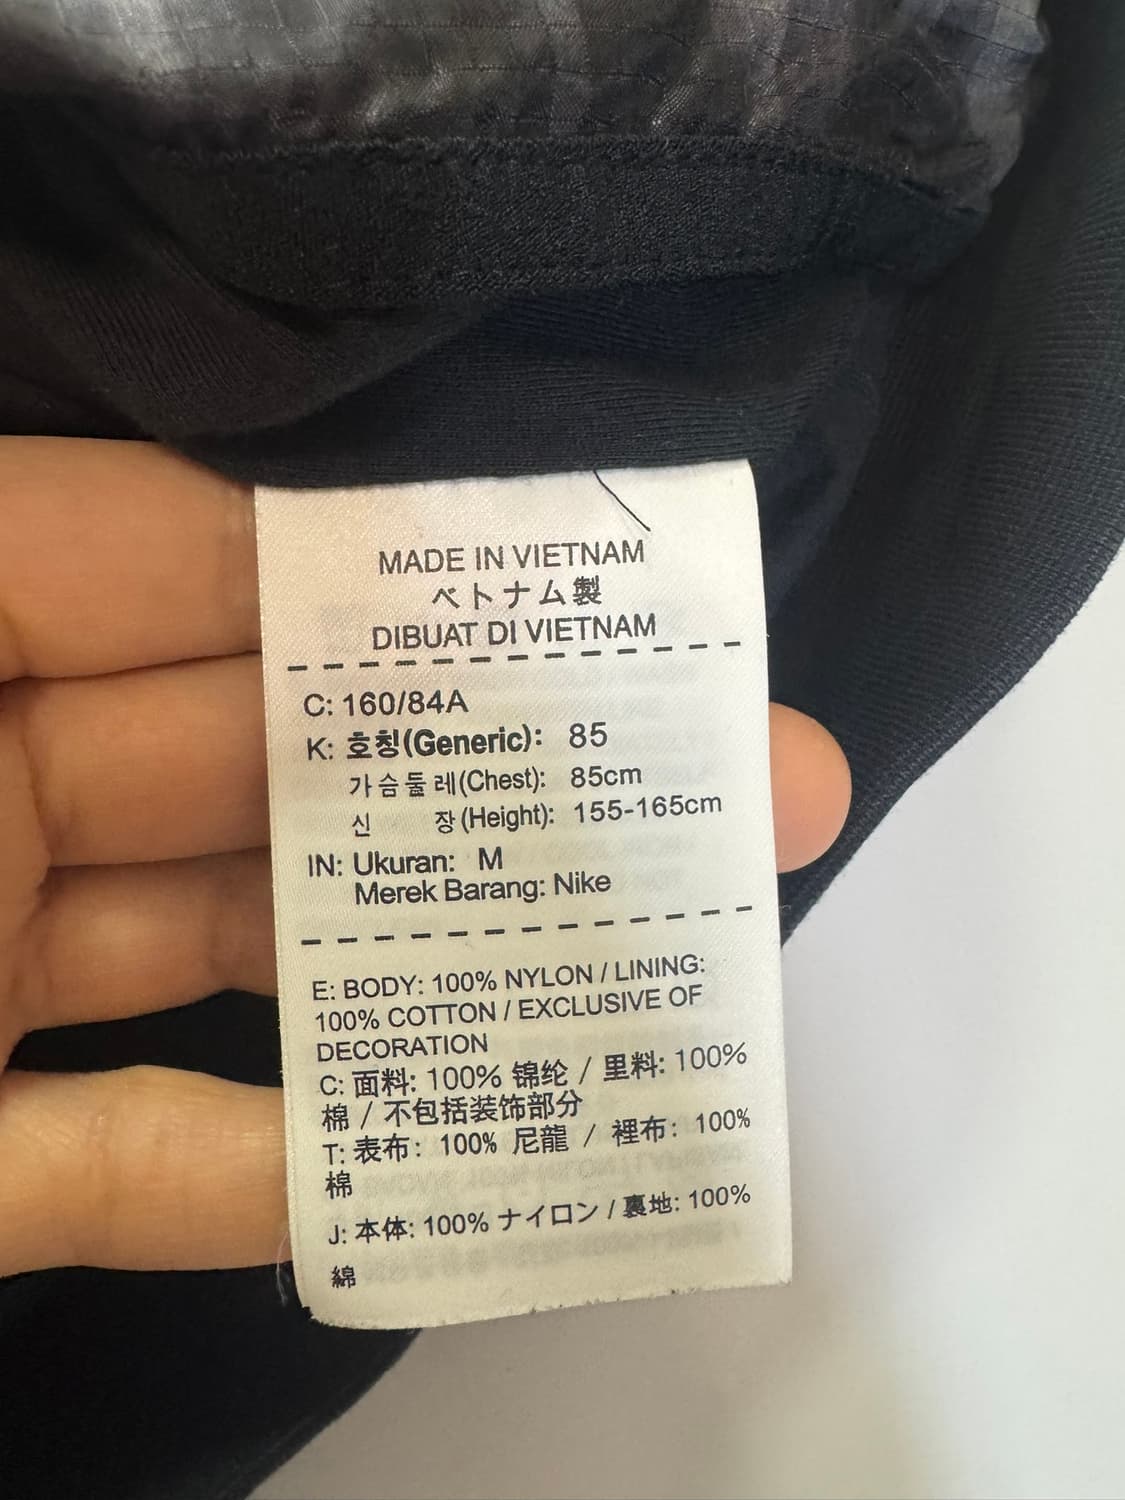 MADE IN VIETNAM
ベトナム製
DIBUAT DI VIETNAM
C: 160/84A
K: 호칭(Generic): 85
가슴둘레(Chest): 85cm
신 장(Height): 155-165cm
IN: Ukuran: M
Merek Barang: Nike
E: BODY: 100% NYLON / LINING:
100% COTTON / EXCLUSIVE OF
DECORATION
C: 面料: 100% 锦纶 / 里料: 100%
棉 / 不包括装饰部分
T: 表布: 100% 尼龍 / 裡布: 100%
棉
J: 本体: 100% ナイロン / 裏地: 100%
綿